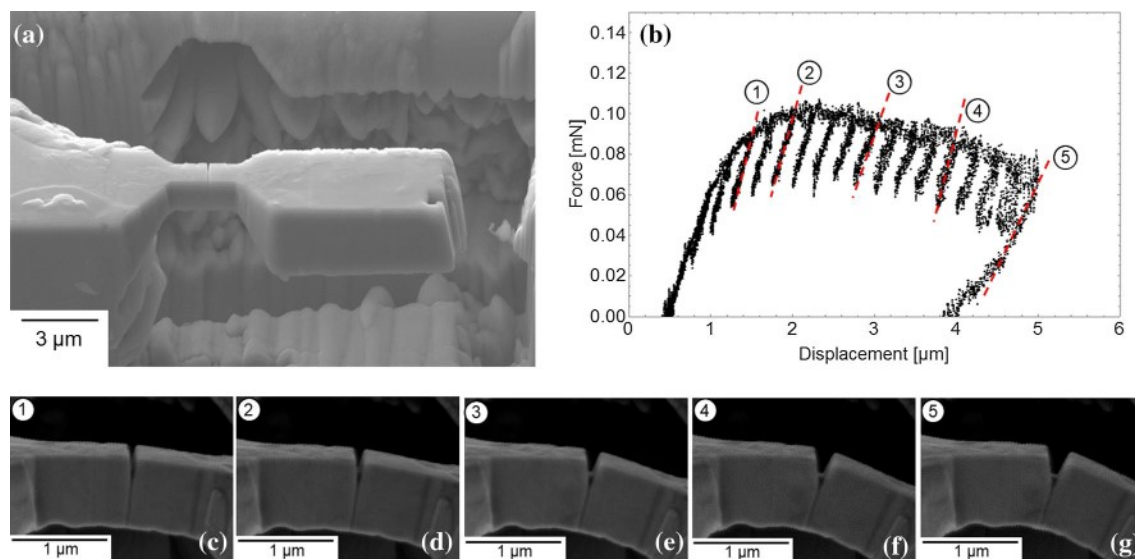 (a)
3 µm
(b)
Force [mN]
0.15
0.14
0.12
0.10
0.08
0.06
0.04
0.02
0.00
1
2
3
4
5
0 1 2 3 4 5 6
Displacement [µm]
1
1 µm
(c)
2
1 µm
(d)
3
1 µm
(e)
4
1 µm
(f)
5
1 µm
(g)